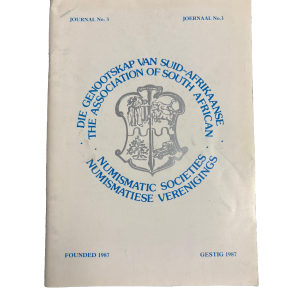 JOURNAL No. 3
JOERNAAL No.3
DIE GENOOTSKAP VAN SUID-AFRIKAANSE
THE ASSOCIATION OF SOUTH AFRICAN
NUMISMATIC SOCIETIES
NUMISMATIESE VERENIGINGS
FOUNDED 1987
GESTIG 1987